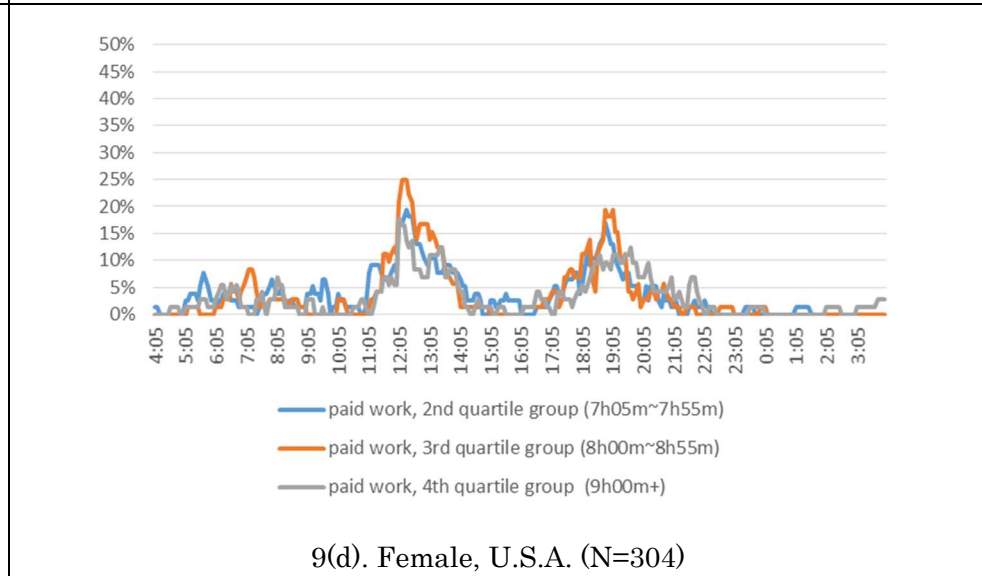 50%
45%
40%
35%
30%
25%
20%
15%
10%
5%
0%
4:05 5:05 6:05 7:05 8:05 9:05 10:05 11:05 12:05 13:05 14:05 15:05 16:05 17:05 18:05 19:05 20:05 21:05 22:05 23:05 0:05 1:05 2:05 3:05
paid work, 2nd quartile group (7h05m~7h55m)
paid work, 3rd quartile group (8h00m~8h55m)
paid work, 4th quartile group (9h00m+)
9(d). Female, U.S.A. (N=304)